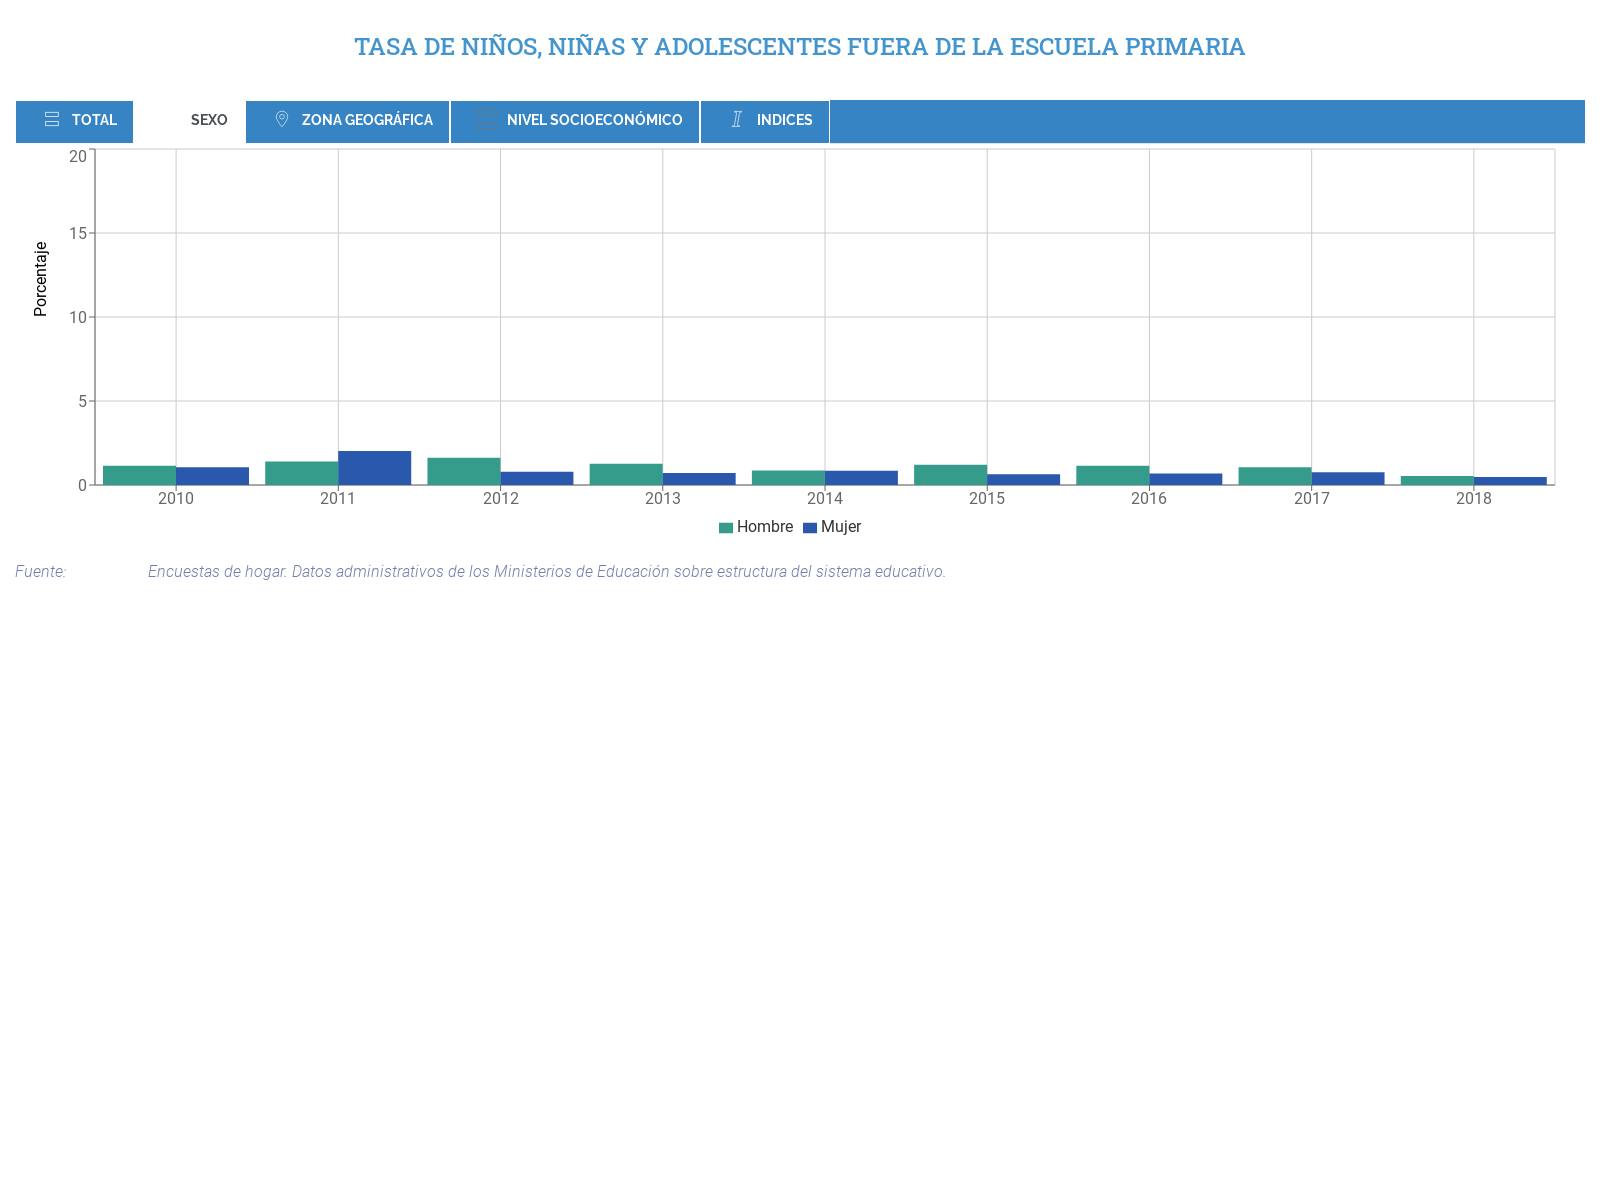 TASA DE NIÑOS, NIÑAS Y ADOLESCENTES FUERA DE LA ESCUELA PRIMARIA
TOTAL SEXO ZONA GEOGRÁFICA NIVEL SOCIOECONÓMICO INDICES
Porcentaje
20
15
10
5
0
2010 2011 2012 2013 2014 2015 2016 2017 2018
Hombre Mujer
Fuente: Encuestas de hogar. Datos administrativos de los Ministerios de Educación sobre estructura del sistema educativo.